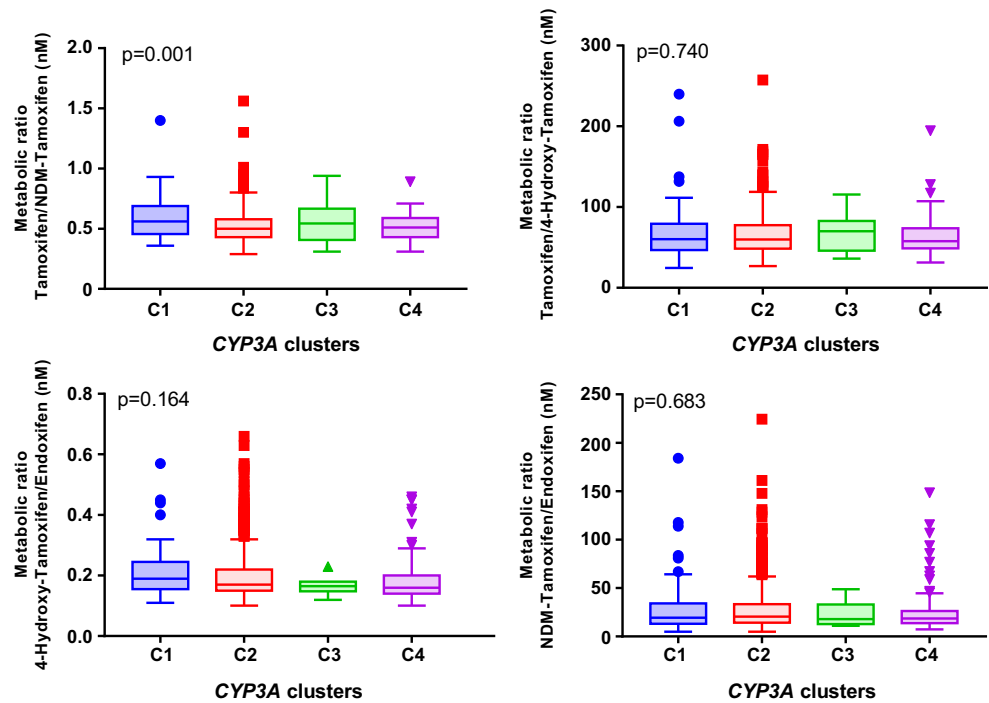 Metabolic ratio
Tamoxifen/NDM-Tamoxifen (nM)
p=0.001
2.0
1.5
1.0
0.5
0
C1 C2 C3 C4
CYP3A clusters
Metabolic ratio
Tamoxifen/4-Hydroxy-Tamoxifen (nM)
p=0.740
300
200
100
0
C1 C2 C3 C4
CYP3A clusters
Metabolic ratio
4-Hydroxy-Tamoxifen/Endoxifen (nM)
p=0.164
0.8
0.6
0.4
0.2
0.0
C1 C2 C3 C4
CYP3A clusters
Metabolic ratio
NDM-Tamoxifen/Endoxifen (nM)
p=0.683
250
200
150
100
50
0
C1 C2 C3 C4
CYP3A clusters